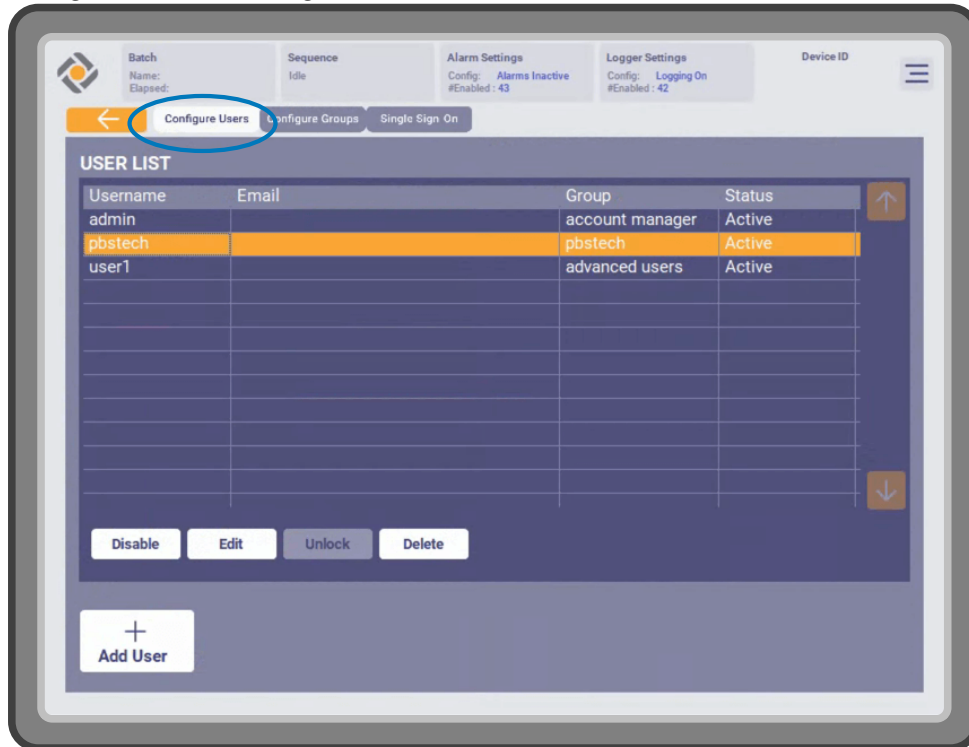 Batch
Name:
Elapsed:
Sequence
Idle
Alarm Settings
Config: Alarms Inactive
#Enabled : 43
Logger Settings
Config: Logging On
#Enabled : 42
Device ID
Configure Users Configure Groups Single Sign On
USER LIST
Username Email Group Status
admin account manager Active
pbstech pbstech Active
user1 advanced users Active
Disable Edit Unlock Delete
+
Add User